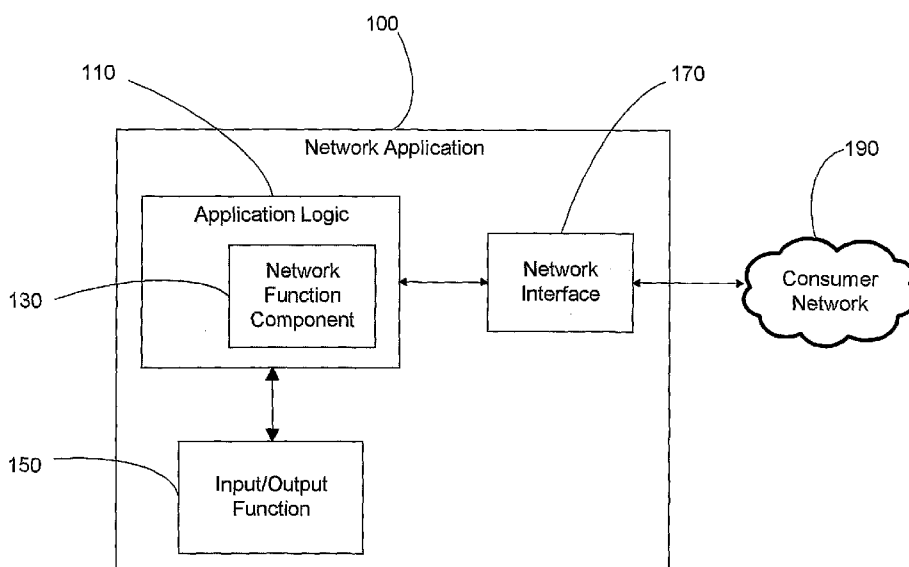 100
110
170
Network Application
190
Application Logic
Network
Function
Component
130
Network
Interface
Consumer
Network
150
Input/Output
Function